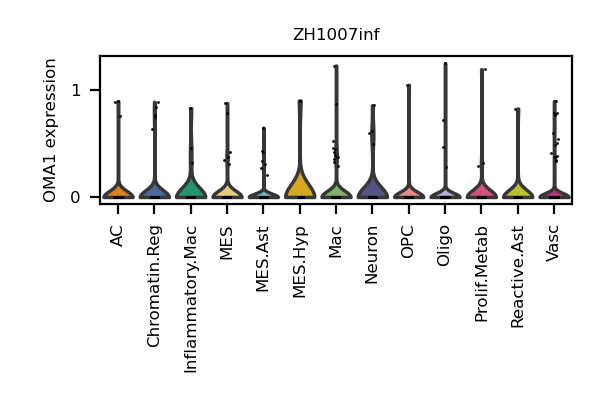 ZH1007inf
OMA1 expression
1
0
AC
Chromatin.Reg
Inflammatory.Mac
MES
MES.Ast
MES.Hyp
Mac
Neuron
OPC
Oligo
Prolif.Metab
Reactive.Ast
Vasc